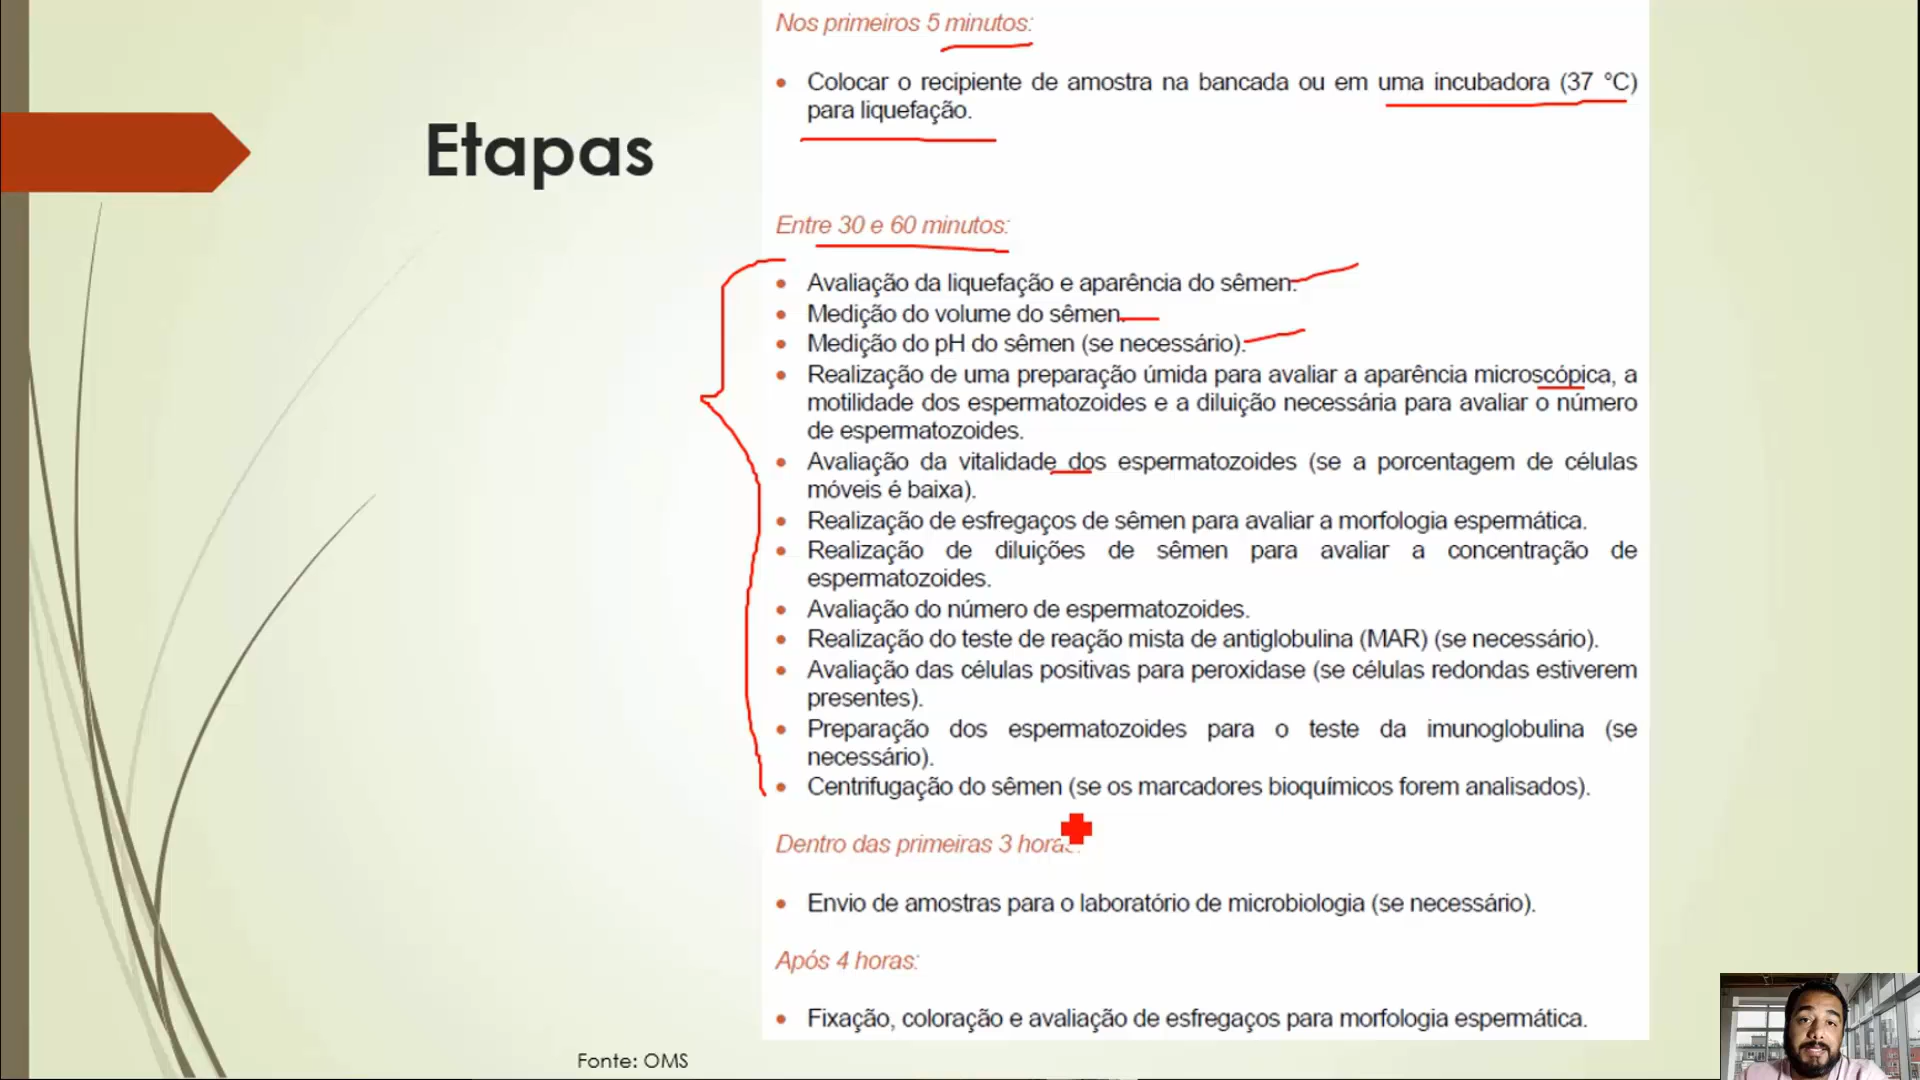 Etapas
Nos primeiros 5 minutos:
• Colocar o recipiente de amostra na bancada ou em uma incubadora (37 °C)
para liquefação.
Entre 30 e 60 minutos:
• Avaliação da liquefação e aparência do sêmen.
• Medição do volume do sêmen.
• Medição do pH do sêmen (se necessário).
• Realização de uma preparação úmida para avaliar a aparência microscópica, a
motilidade dos espermatozoides e a diluição necessária para avaliar o número
de espermatozoides.
• Avaliação da vitalidade dos espermatozoides (se a porcentagem de células
móveis é baixa).
• Realização de esfregaços de sêmen para avaliar a morfologia espermática.
• Realização de diluições de sêmen para avaliar a concentração de
espermatozoides.
• Avaliação do número de espermatozoides.
• Realização do teste de reação mista de antiglobulina (MAR) (se necessário).
• Avaliação das células positivas para peroxidase (se células redondas estiverem
presentes).
• Preparação dos espermatozoides para o teste da imunoglobulina (se
necessário).
• Centrifugação do sêmen (se os marcadores bioquímicos forem analisados).
Dentro das primeiras 3 horas:
• Envio de amostras para o laboratório de microbiologia (se necessário).
Após 4 horas:
• Fixação, coloração e avaliação de esfregaços para morfologia espermática.
Fonte: OMS